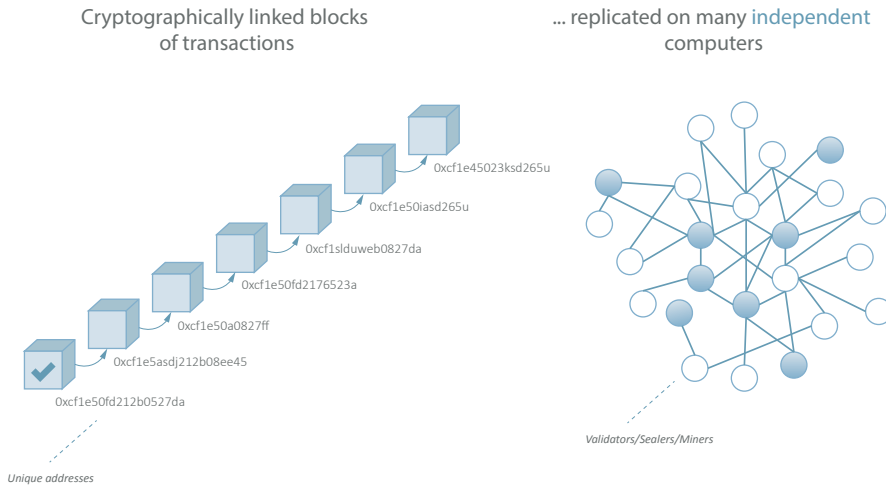 Cryptographically linked blocks
of transactions
... replicated on many independent
computers
0xcf1e45023ksd265u
0xcf1e50iasd265u
0xcf1slduweb0827da
0xcf1e50fd2176523a
0xcf1e50a0827ff
0xcf1e5asdj212b08ee45
0xcf1e50fd212b0527da
Unique addresses
Validators/Sealers/Miners